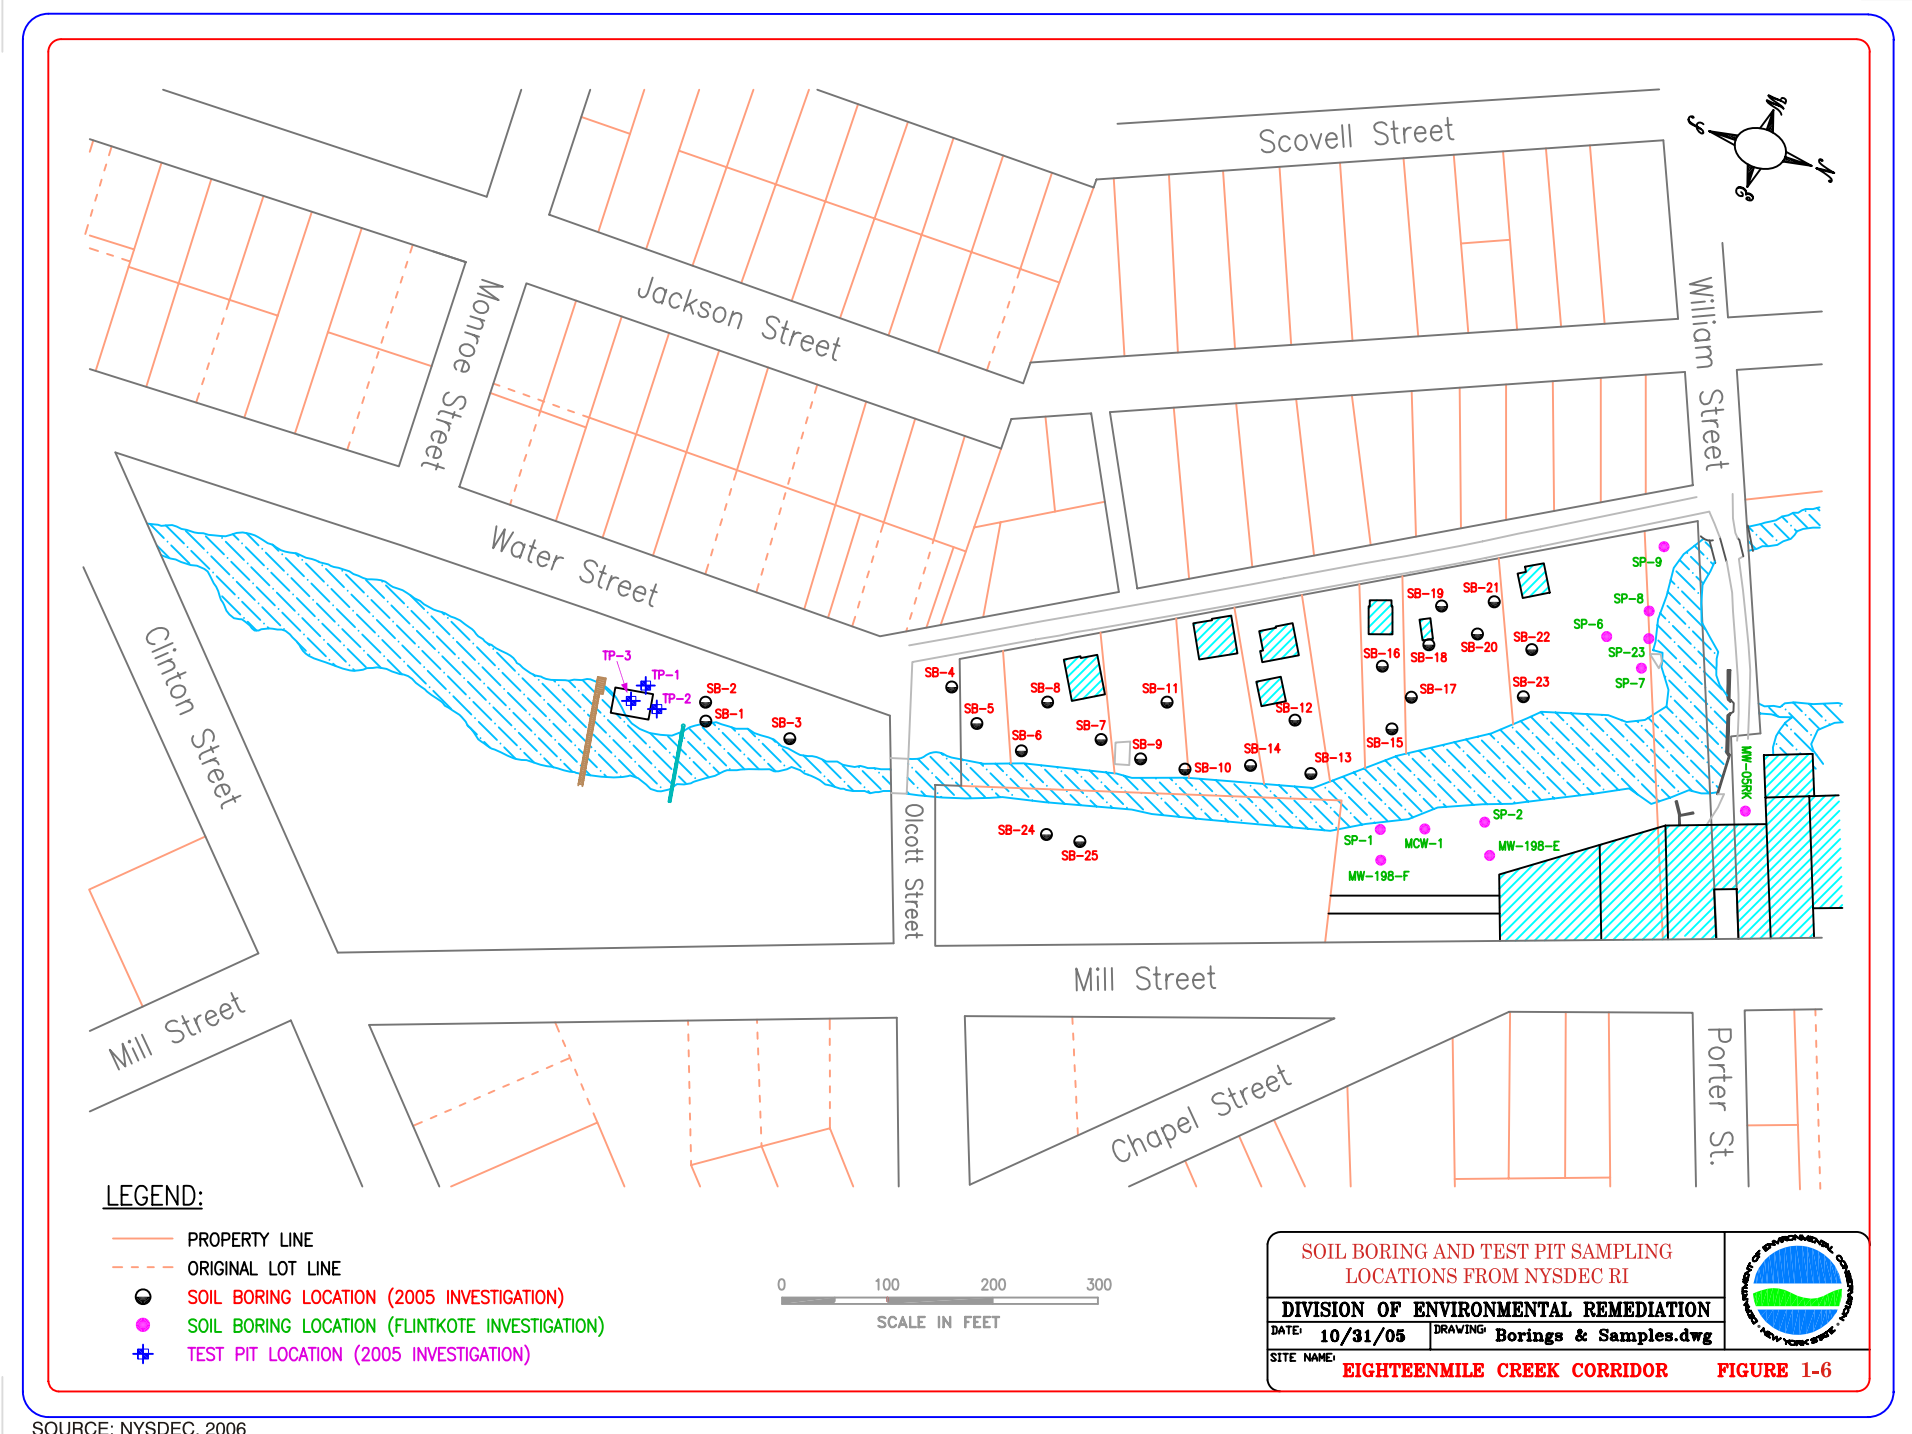 Scovell Street
W
S
N
E
Jackson Street
Monroe Street
William Street
Water Street
Clinton Street
SP-9
SP-8
SP-6
SP-23
SP-7
SB-21
SB-19
SB-20
SB-22
SB-18
SB-16
SB-17
SB-23
SB-15
TP-3
TP-1
TP-2
SB-2
SB-1
SB-3
SB-4
SB-5
SB-8
SB-6
SB-7
SB-11
SB-9
SB-10
SB-12
SB-14
SB-13
MW-05RK
SB-24
SB-25
SP-1
MCW-1
SP-2
MW-198-E
MW-198-F
Olcott Street
Mill Street
Mill Street
Chapel Street
Porter St.
LEGEND:
PROPERTY LINE
ORIGINAL LOT LINE
SOIL BORING LOCATION (2005 INVESTIGATION)
SOIL BORING LOCATION (FLINTKOTE INVESTIGATION)
TEST PIT LOCATION (2005 INVESTIGATION)
0 100 200 300
SCALE IN FEET
SOIL BORING AND TEST PIT SAMPLING
LOCATIONS FROM NYSDEC RI
DIVISION OF ENVIRONMENTAL REMEDIATION
DATE: 10/31/05 DRAWING: Borings & Samples.dwg
SITE NAME: EIGHTEENMILE CREEK CORRIDOR FIGURE 1-6
DEPARTMENT OF ENVIRONMENTAL CONSERVATION
NEW YORK STATE
SOURCE: NYSDEC, 2006